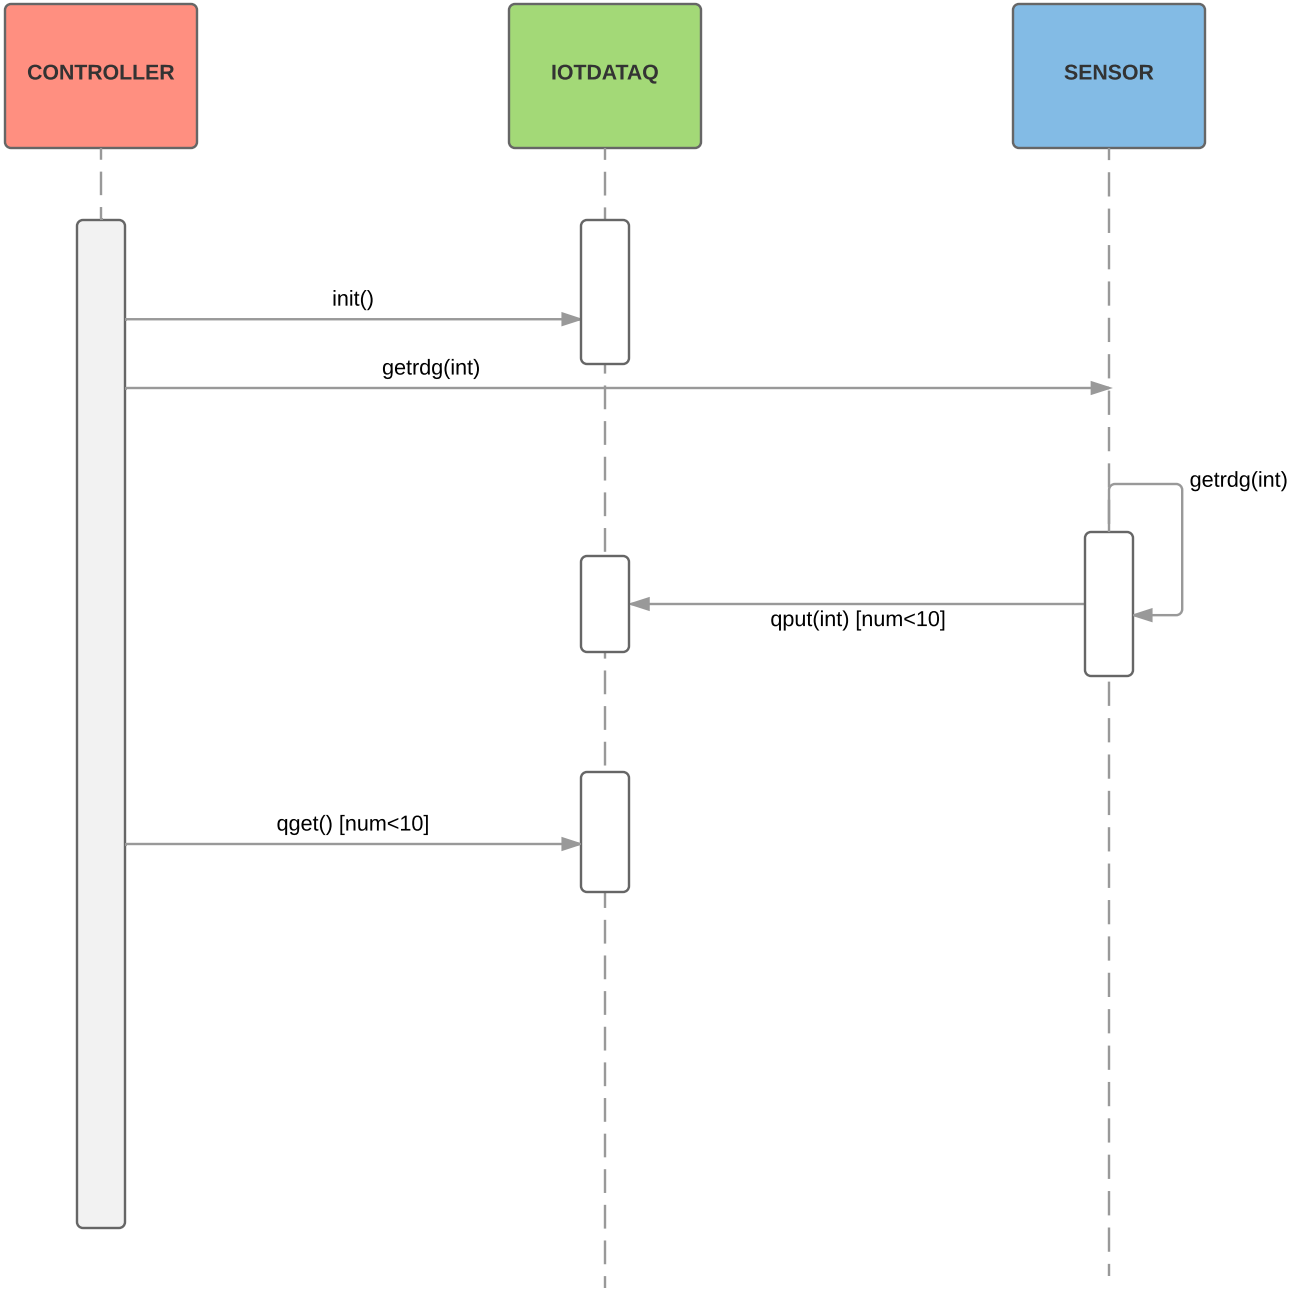 CONTROLLER
IOTDATAQ
SENSOR
init()
getrdg(int)
getrdg(int)
qput(int) [num<10]
qget() [num<10]